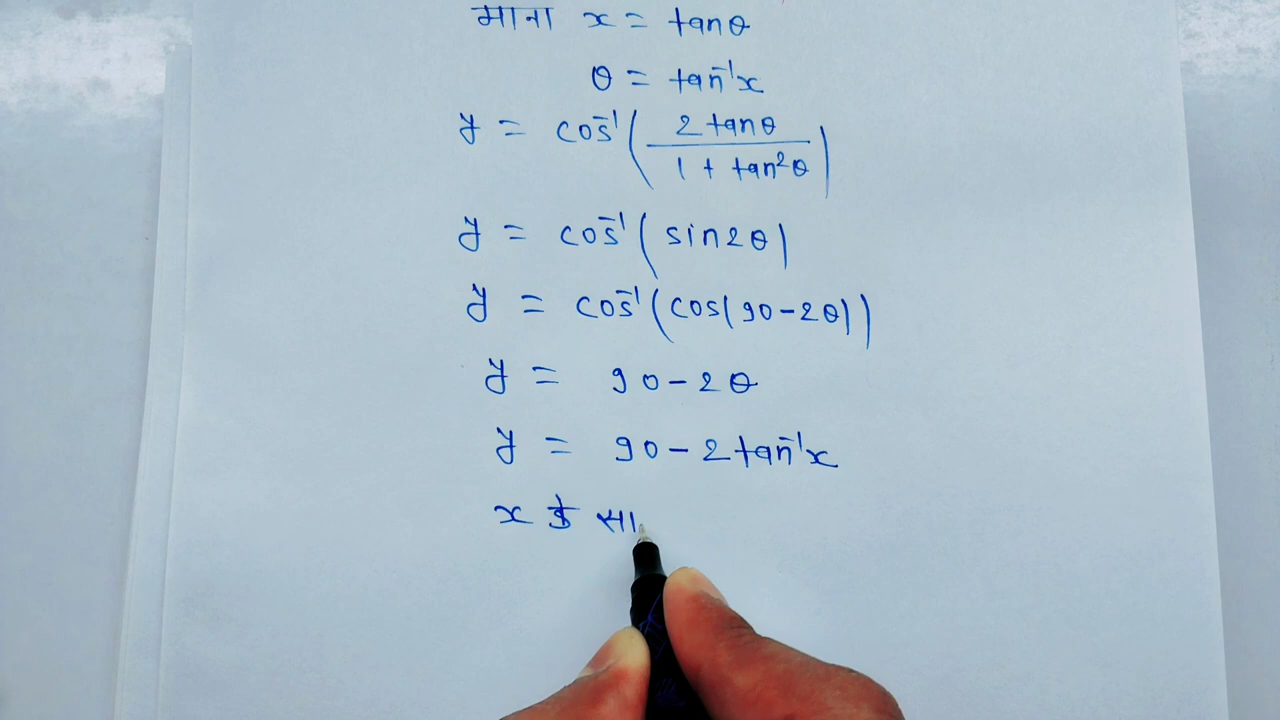 माना x = tanθ
θ = tan⁻¹x
y = cos⁻¹(2tanθ / 1 + tan²θ)
y = cos⁻¹(sin2θ)
y = cos⁻¹(cos(90-2θ))
y = 90-2θ
y = 90-2tan⁻¹x
x के सा